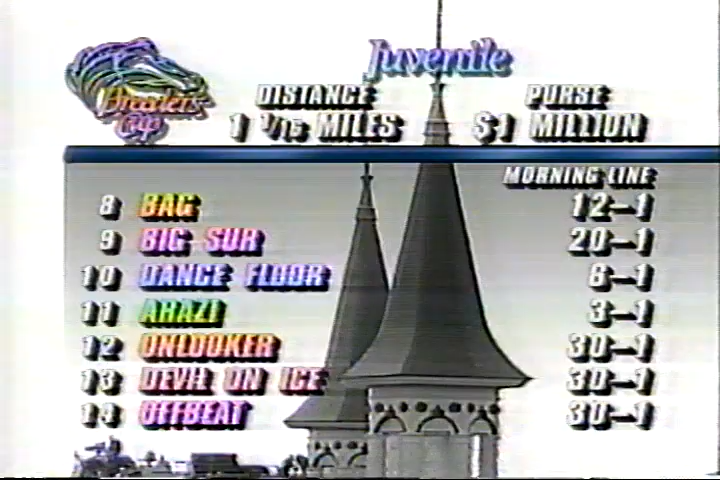 Breeders' Cup
Juvenile
DISTANCE
1 1/16 MILES
PURSE
$1 MILLION
MORNING LINE
8 BAG 12-1
9 BIG SUR 20-1
10 DANCE FLOOR 6-1
11 AHAZI 3-1
12 ONLOOKER 30-1
13 DEVIL ON ICE 30-1
14 OFFBEAT 30-1